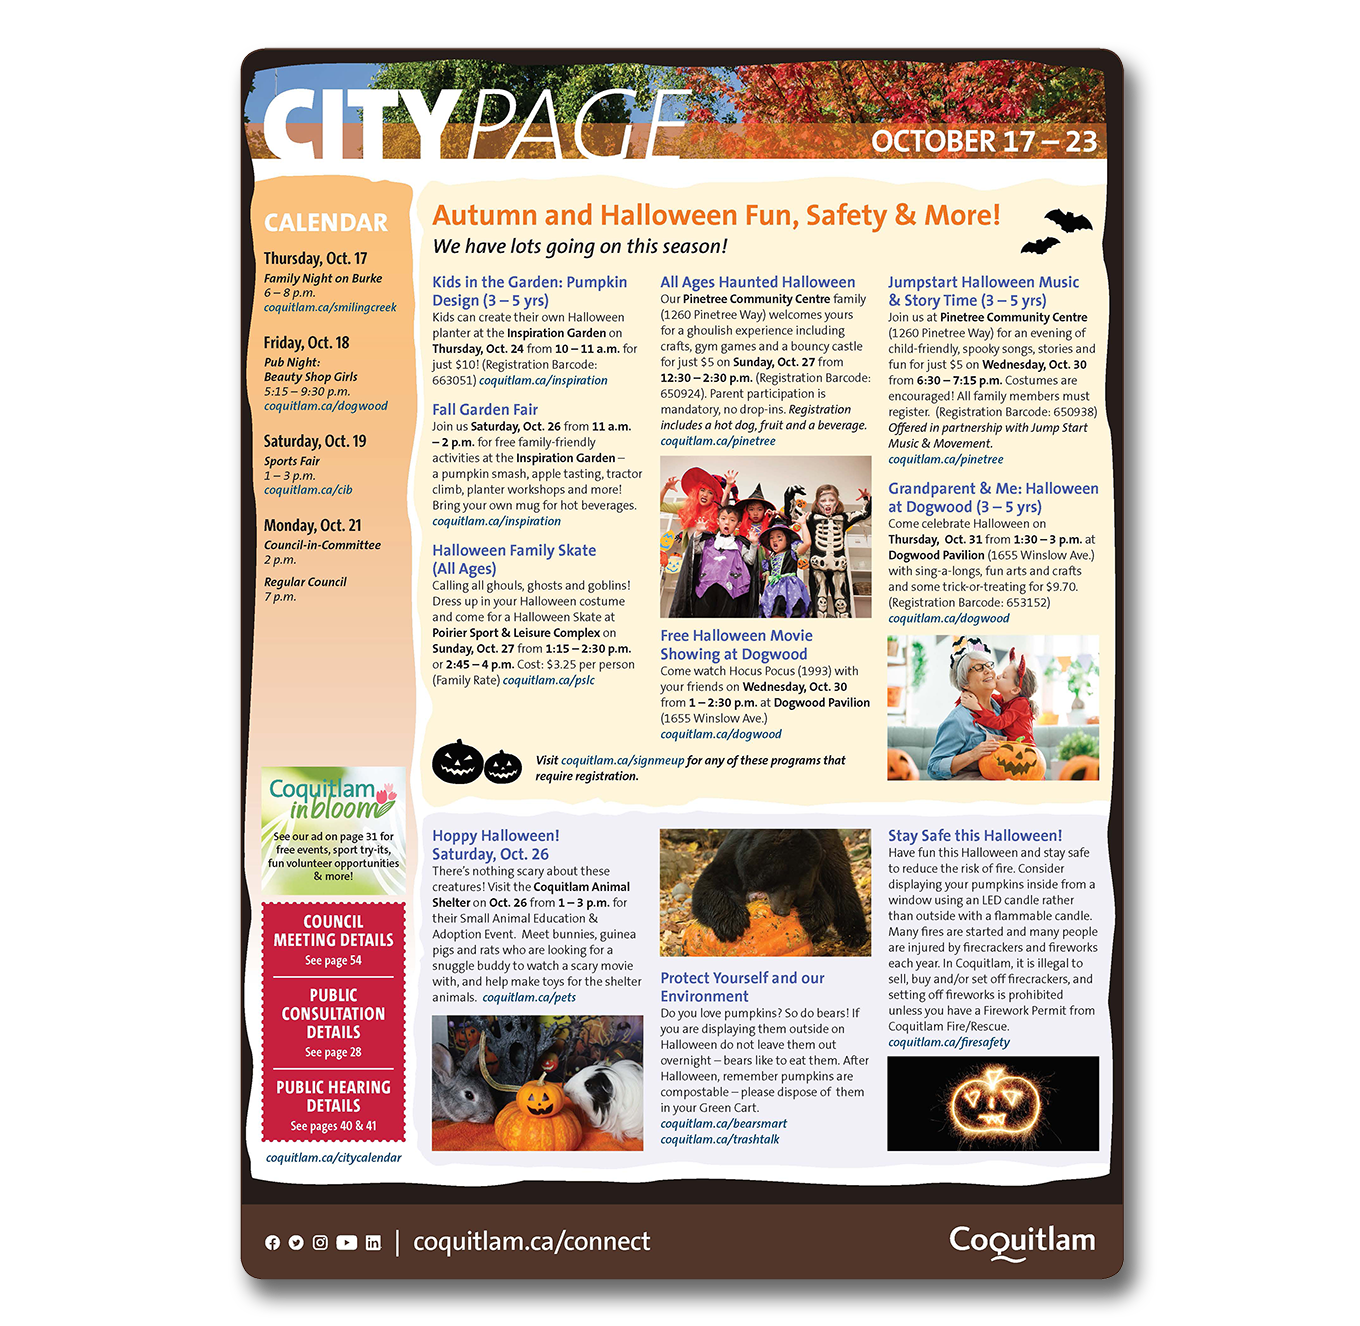 CITYPAGE
OCTOBER 17 – 23
CALENDAR
Thursday, Oct. 17
Family Night on Burke
6 – 8 p.m.
coquitlam.ca/smilingcreek
Friday, Oct. 18
Pub Night:
Beauty Shop Girls
5:15 – 9:30 p.m.
coquitlam.ca/dogwood
Saturday, Oct. 19
Sports Fair
1 – 3 p.m.
coquitlam.ca/cib
Monday, Oct. 21
Council-in-Committee
2 p.m.
Regular Council
7 p.m.
Coquitlam
in bloom
See our ad on page 31 for
free events, sport try-its,
fun volunteer opportunities
& more!
COUNCIL
MEETING DETAILS
See page 54
PUBLIC
CONSULTATION
DETAILS
See page 28
PUBLIC HEARING
DETAILS
See pages 40 & 41
coquitlam.ca/citycalendar
Autumn and Halloween Fun, Safety & More!
We have lots going on this season!
Kids in the Garden: Pumpkin
Design (3 – 5 yrs)
Kids can create their own Halloween
planter at the Inspiration Garden on
Thursday, Oct. 24 from 10 – 11 a.m. for
just $10! (Registration Barcode:
663051) coquitlam.ca/inspiration
Fall Garden Fair
Join us Saturday, Oct. 26 from 11 a.m.
– 2 p.m. for free family-friendly
activities at the Inspiration Garden –
a pumpkin smash, apple tasting, tractor
climb, planter workshops and more!
Bring your own mug for hot beverages.
coquitlam.ca/inspiration
Halloween Family Skate
(All Ages)
Calling all ghouls, ghosts and goblins!
Dress up in your Halloween costume
and come for a Halloween Skate at
Poirier Sport & Leisure Complex on
Sunday, Oct. 27 from 1:15 – 2:30 p.m.
or 2:45 – 4 p.m. Cost: $3.25 per person
(Family Rate) coquitlam.ca/pslc
All Ages Haunted Halloween
Our Pinetree Community Centre family
(1260 Pinetree Way) welcomes yours
for a ghoulish experience including
crafts, gym games and a bouncy castle
for just $5 on Sunday, Oct. 27 from
12:30 – 2:30 p.m. (Registration Barcode:
650924). Parent participation is
mandatory, no drop-ins. Registration
includes a hot dog, fruit and a beverage.
coquitlam.ca/pinetree
Free Halloween Movie
Showing at Dogwood
Come watch Hocus Pocus (1993) with
your friends on Wednesday, Oct. 30
from 1 – 2:30 p.m. at Dogwood Pavilion
(1655 Winslow Ave.)
coquitlam.ca/dogwood
Jumpstart Halloween Music
& Story Time (3 – 5 yrs)
Join us at Pinetree Community Centre
(1260 Pinetree Way) for an evening of
child-friendly, spooky songs, stories and
fun for just $5 on Wednesday, Oct. 30
from 6:30 – 7:15 p.m. Costumes are
encouraged! All family members must
register. (Registration Barcode: 650938)
Offered in partnership with Jump Start
Music & Movement.
coquitlam.ca/pinetree
Grandparent & Me: Halloween
at Dogwood (3 – 5 yrs)
Come celebrate Halloween on
Thursday, Oct. 31 from 1:30 – 3 p.m. at
Dogwood Pavilion (1655 Winslow Ave.)
with sing-a-longs, fun arts and crafts
and some trick-or-treating for $9.70.
(Registration Barcode: 653152)
coquitlam.ca/dogwood
Visit coquitlam.ca/signmeup for any of these programs that
require registration.
Hoppy Halloween!
Saturday, Oct. 26
There's nothing scary about these
creatures! Visit the Coquitlam Animal
Shelter on Oct. 26 from 1 – 3 p.m. for
their Small Animal Education &
Adoption Event. Meet bunnies, guinea
pigs and rats who are looking for a
snuggle buddy to watch a scary movie
with, and help make toys for the shelter
animals. coquitlam.ca/pets
Protect Yourself and our
Environment
Do you love pumpkins? So do bears! If
you are displaying them outside on
Halloween do not leave them out
overnight – bears like to eat them. After
Halloween, remember pumpkins are
compostable – please dispose of them
in your Green Cart.
coquitlam.ca/bearsmart
coquitlam.ca/trashtalk
Stay Safe this Halloween!
Have fun this Halloween and stay safe
to reduce the risk of fire. Consider
displaying your pumpkins inside from a
window using an LED candle rather
than outside with a flammable candle.
Many fires are started and many people
are injured by firecrackers and fireworks
each year. In Coquitlam, it is illegal to
sell, buy and/or set off firecrackers, and
setting off fireworks is prohibited
unless you have a Firework Permit from
Coquitlam Fire/Rescue.
coquitlam.ca/firesafety
coquitlam.ca/connect
Coquitlam